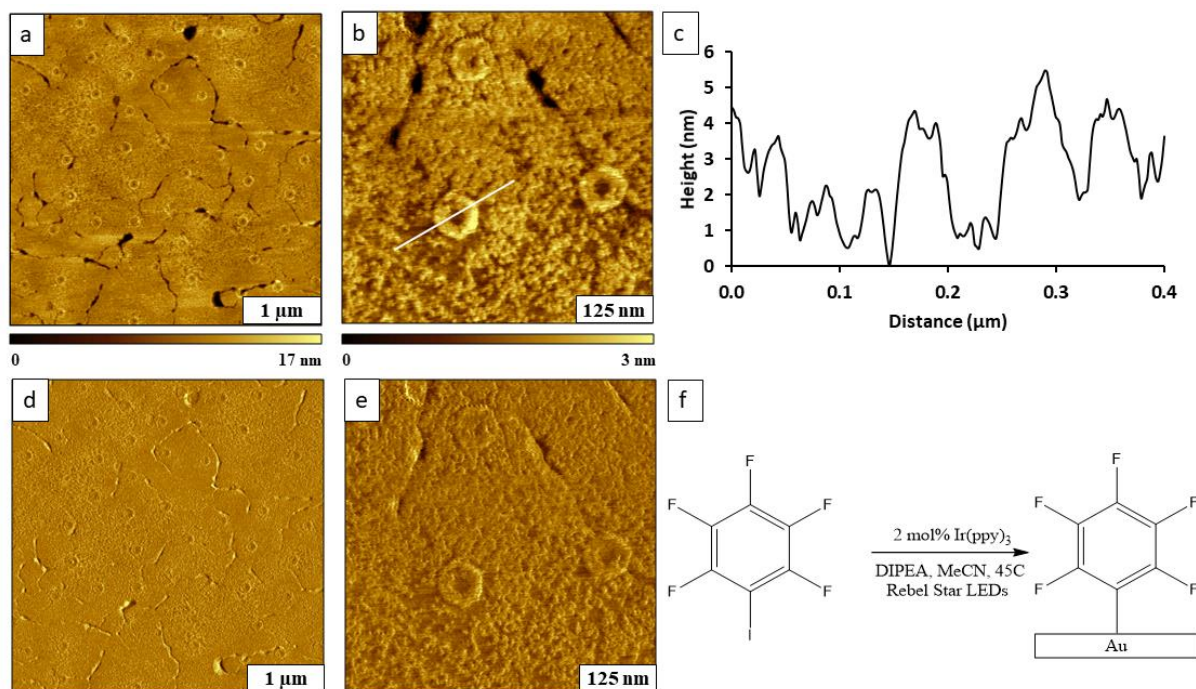 a
b
c
6
5
4
3
2
1
0
Height (nm)
0.0 0.1 0.2 0.3 0.4
Distance (µm)
1 µm
125 nm
0 17 nm
0 3 nm
d
e
f
1 µm
125 nm
F
F F
F F
I
2 mol% Ir(ppy)3
DIPEA, MeCN, 45C
Rebel Star LEDs
F
F F
F F
Au